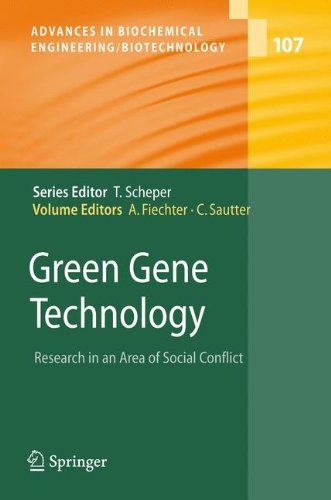 ADVANCES IN BIOCHEMICAL
ENGINEERING/BIOTECHNOLOGY
107
Series Editor T. Scheper
Volume Editors A. Fiechter · C. Sautter
Green Gene
Technology
Research in an Area of Social Conflict
Springer